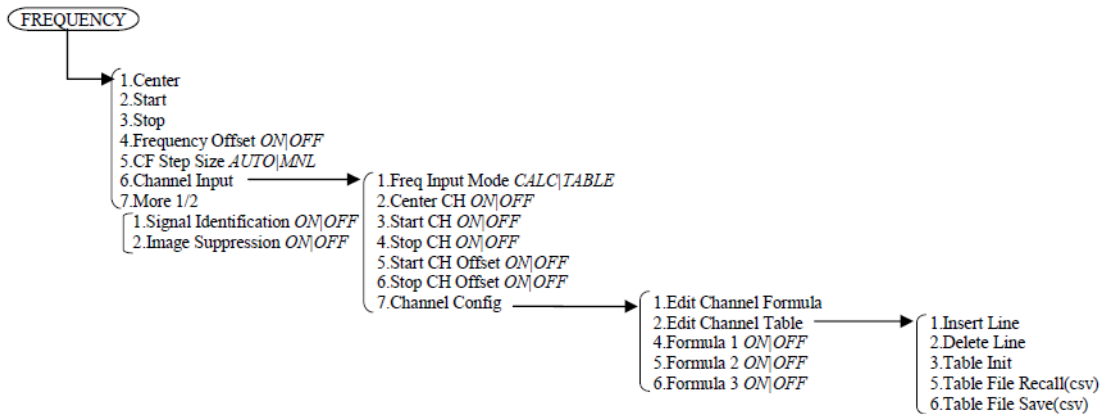 FREQUENCY
1.Center
2.Start
3.Stop
4.Frequency Offset ON|OFF
5.CF Step Size AUTO|MNL
6.Channel Input
7.More 1/2
1.Signal Identification ON|OFF
2.Image Suppression ON|OFF
1.Freq Input Mode CALC|TABLE
2.Center CH ON|OFF
3.Start CH ON|OFF
4.Stop CH ON|OFF
5.Start CH Offset ON|OFF
6.Stop CH Offset ON|OFF
7.Channel Config
1.Edit Channel Formula
2.Edit Channel Table
4.Formula 1 ON|OFF
5.Formula 2 ON|OFF
6.Formula 3 ON|OFF
1.Insert Line
2.Delete Line
3.Table Init
5.Table File Recall(csv)
6.Table File Save(csv)